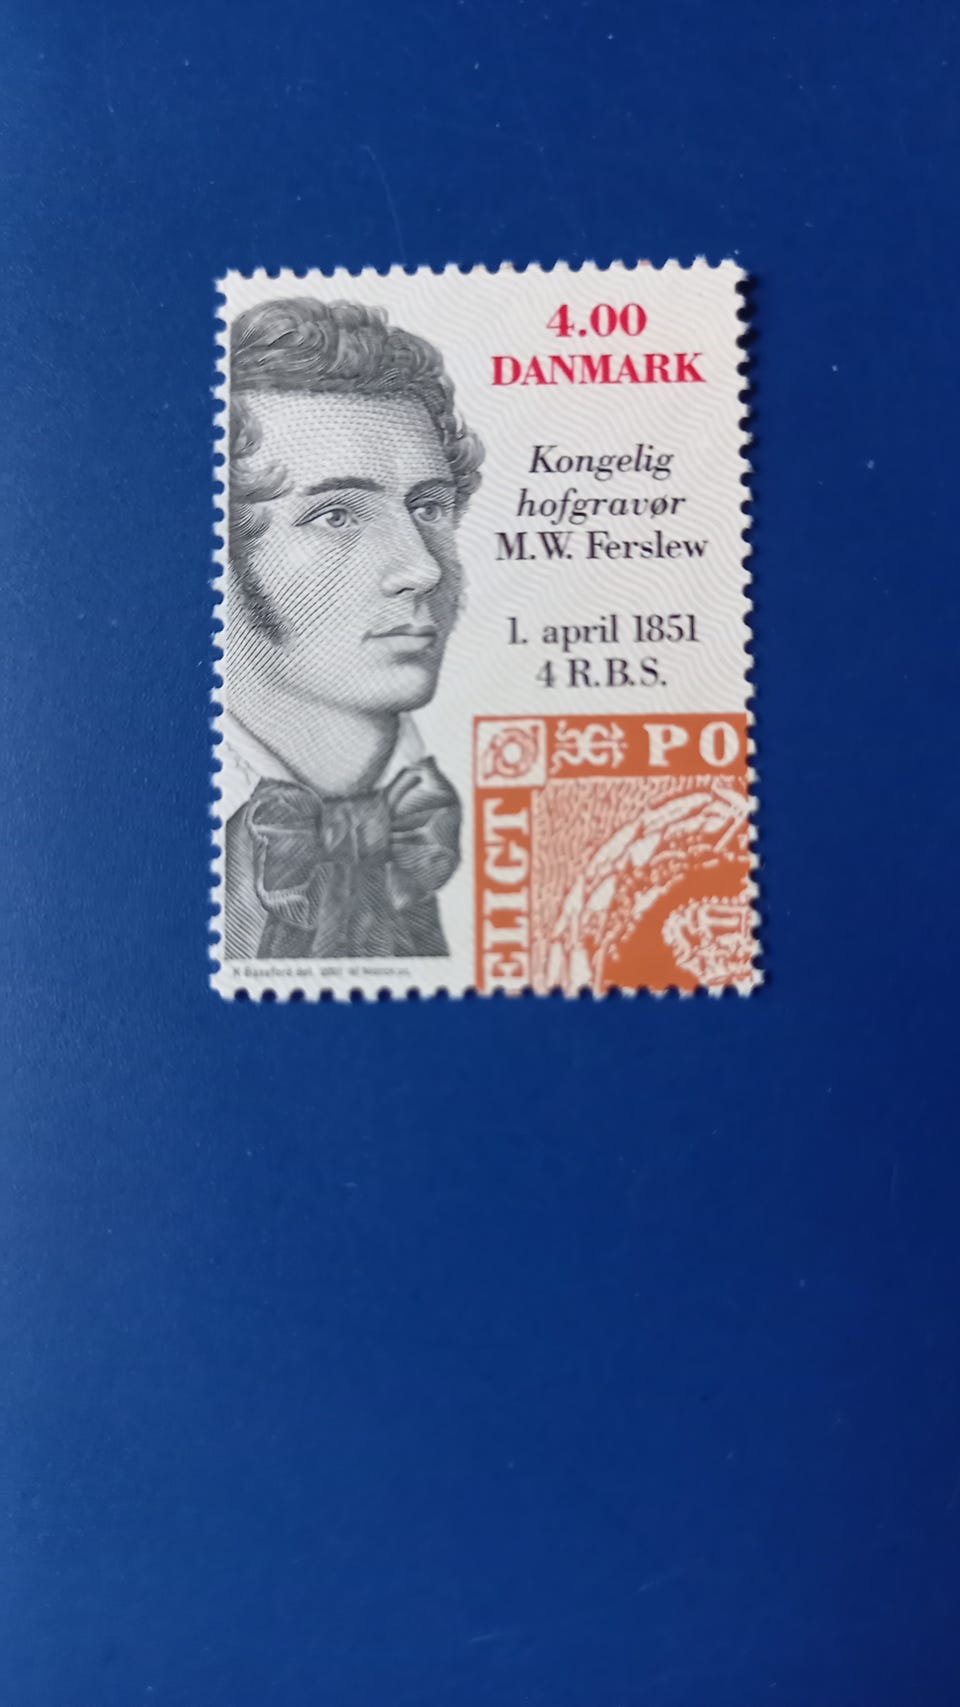 4.00
DANMARK
Kongelig
hofgravør
M.W. Ferslew
1. april 1851
4 R.B.S.
PO
ELIGT